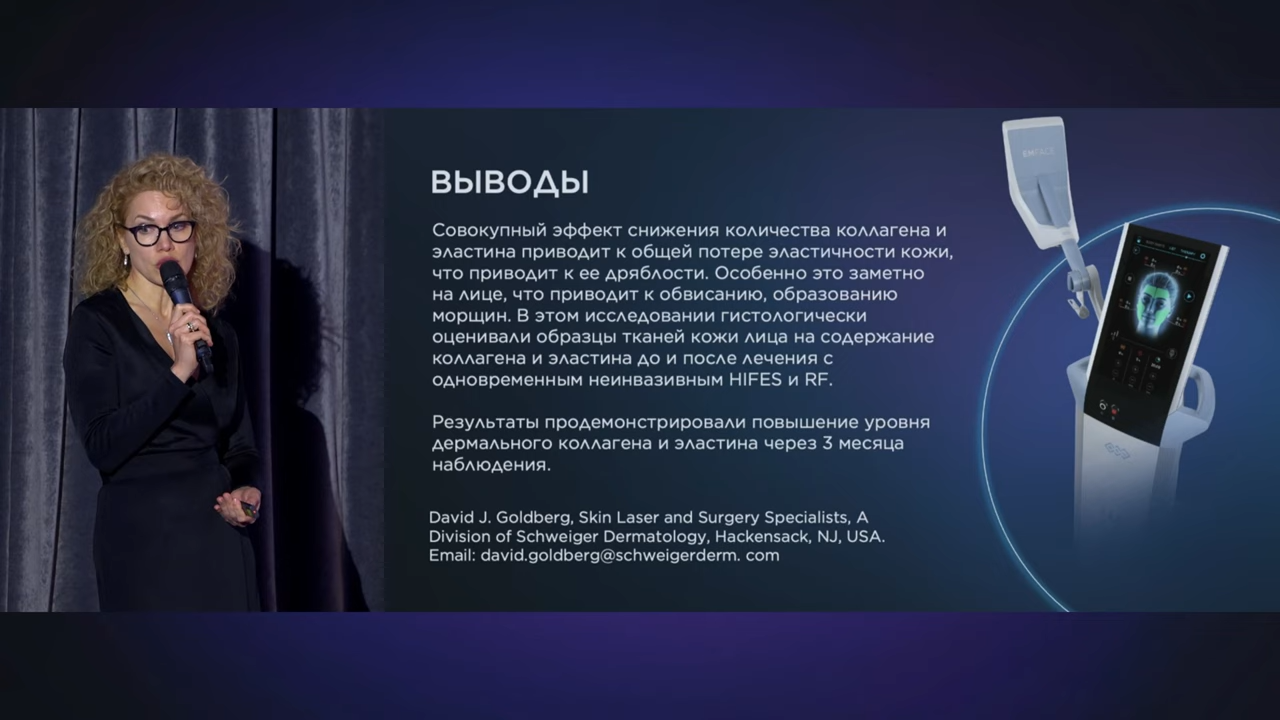 ВЫВОДЫ
Совокупный эффект снижения количества коллагена и
эластина приводит к общей потере эластичности кожи,
что приводит к ее дряблости. Особенно это заметно
на лице, что приводит к обвисанию, образованию
морщин. В этом исследовании гистологически
оценивали образцы тканей кожи лица на содержание
коллагена и эластина до и после лечения с
одновременным неинвазивным HIFES и RF.
Результаты продемонстрировали повышение уровня
дермального коллагена и эластина через 3 месяца
наблюдения.
David J. Goldberg, Skin Laser and Surgery Specialists, A
Division of Schweiger Dermatology, Hackensack, NJ, USA.
Email: david.goldberg@schweigerderm. com
EMFACE